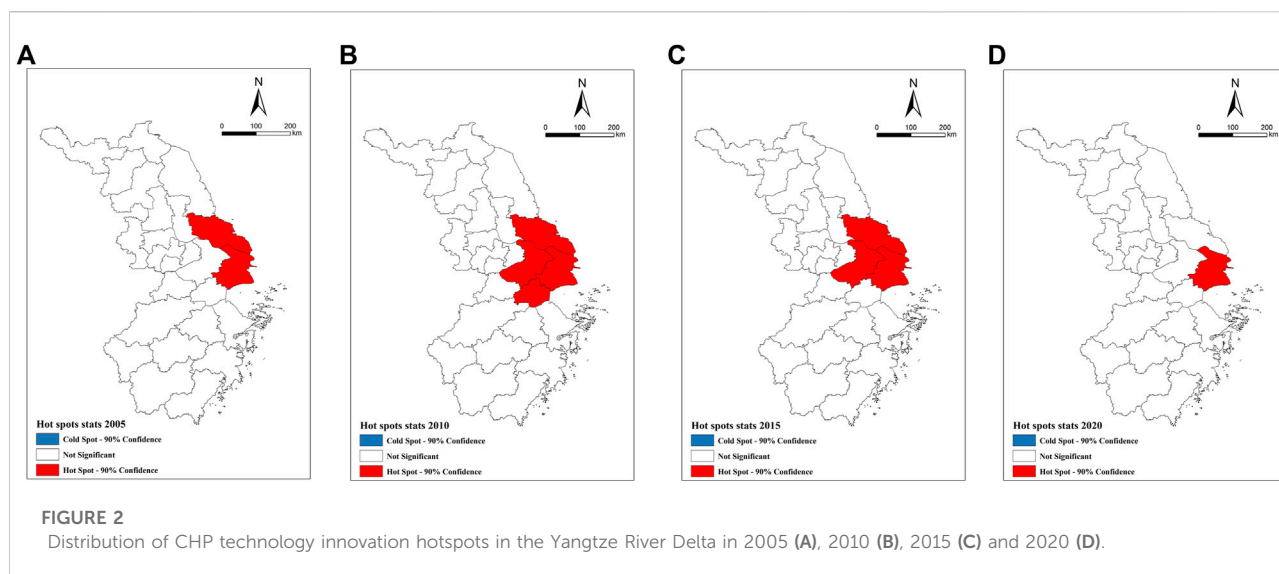 A
N
0 100 200
km
Hot spots stats 2005
Cold Spot - 90% Confidence
Not Significant
Hot Spot - 90% Confidence
B
N
0 100 200
km
Hot spots stats 2010
Cold Spot - 90% Confidence
Not Significant
Hot Spot - 90% Confidence
C
N
0 100 200
km
Hot spots stats 2015
Cold Spot - 90% Confidence
Not Significant
Hot Spot - 90% Confidence
D
N
0 100 200
km
Hot spots stats 2020
Cold Spot - 90% Confidence
Not Significant
Hot Spot - 90% Confidence
FIGURE 2
Distribution of CHP technology innovation hotspots in the Yangtze River Delta in 2005 (A), 2010 (B), 2015 (C) and 2020 (D).